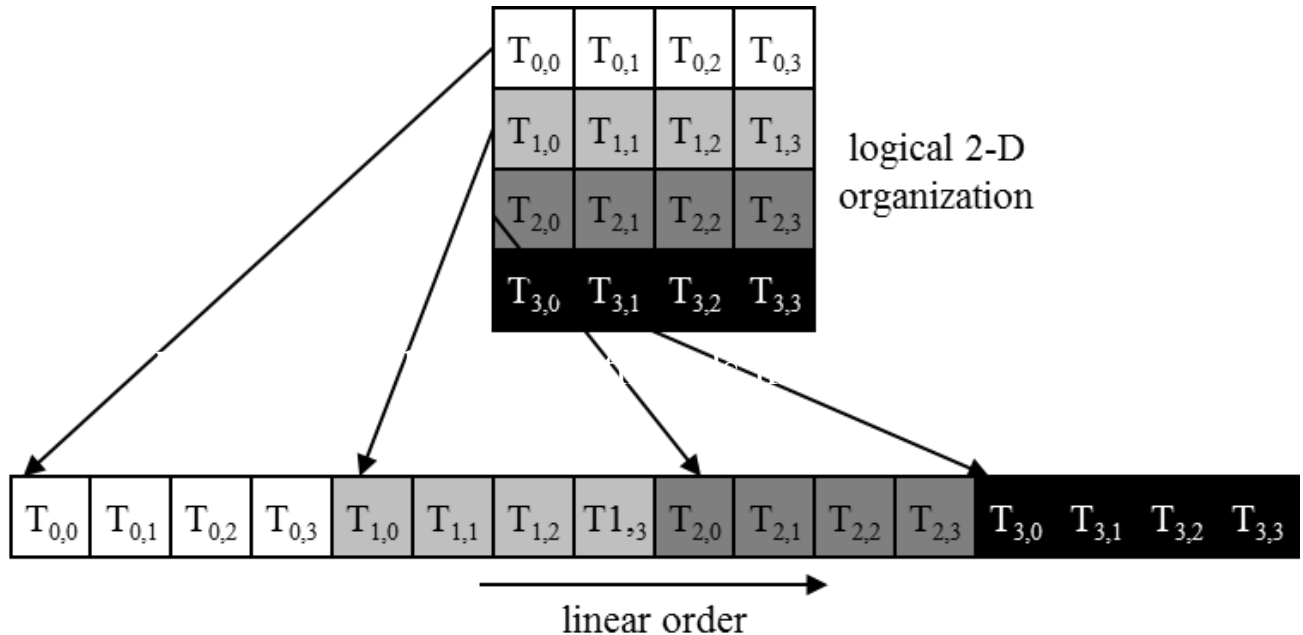 T0,0 T0,1 T0,2 T0,3
T1,0 T1,1 T1,2 T1,3
T2,0 T2,1 T2,2 T2,3
T3,0 T3,1 T3,2 T3,3
logical 2-D
organization
T0,0 T0,1 T0,2 T0,3 T1,0 T1,1 T1,2 T1,3 T2,0 T2,1 T2,2 T2,3 T3,0 T3,1 T3,2 T3,3
linear order